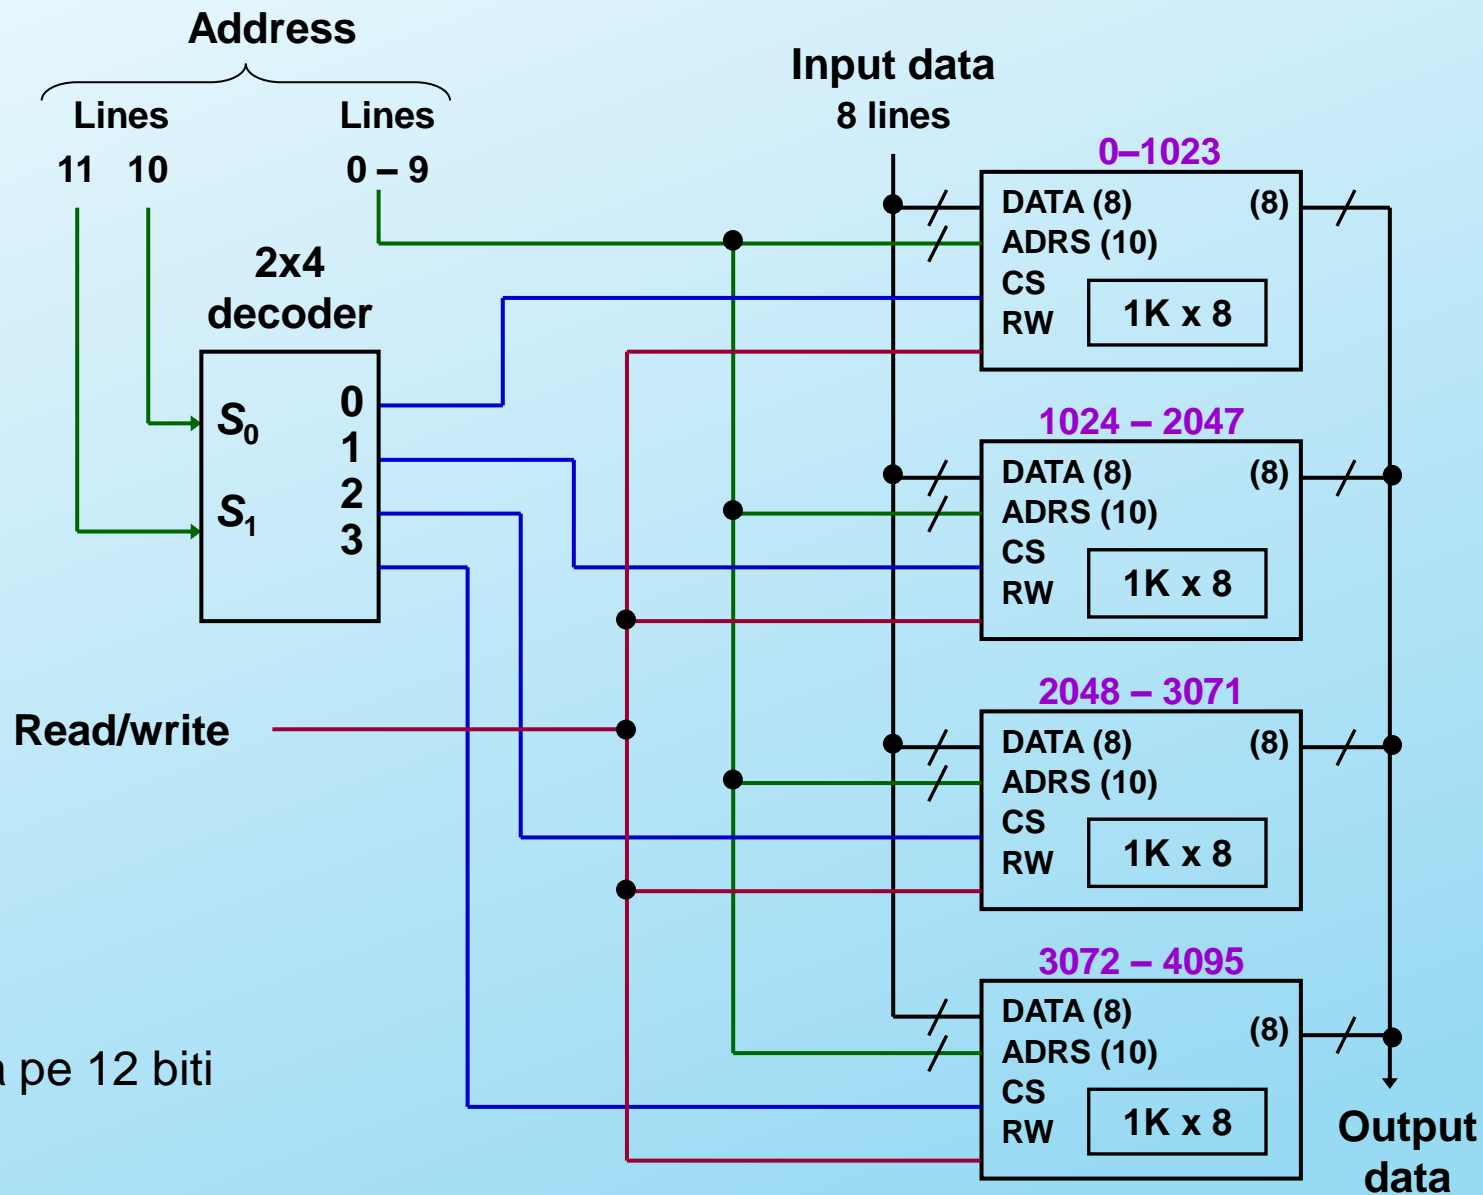 Address
Lines
11 10
Lines
0 – 9
Input data
8 lines
2x4
decoder
S0
S1
0
1
2
3
Read/write
0–1023
DATA (8) (8)
ADRS (10)
CS
RW
1K x 8
1024 – 2047
DATA (8) (8)
ADRS (10)
CS
RW
1K x 8
2048 – 3071
DATA (8) (8)
ADRS (10)
CS
RW
1K x 8
3072 – 4095
DATA (8) (8)
ADRS (10)
CS
RW
1K x 8
Output
data
pe 12 biti